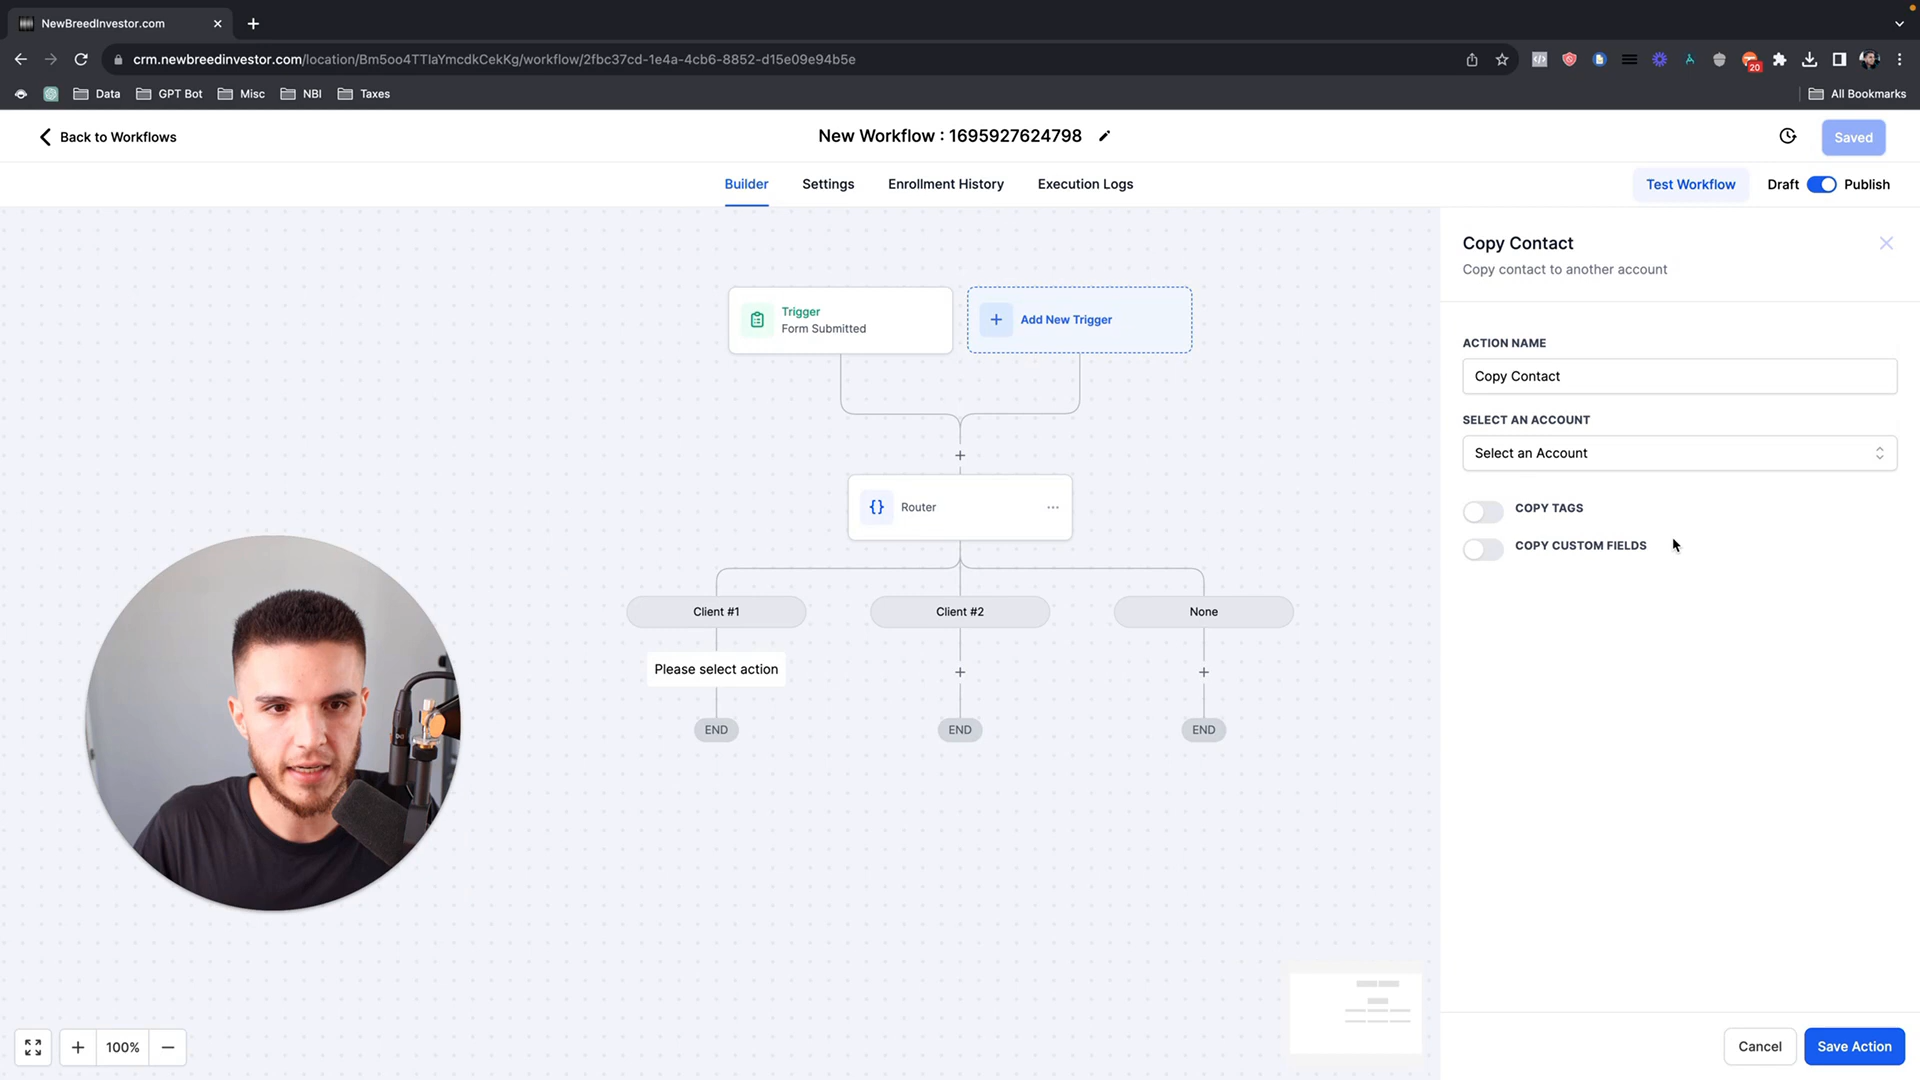 NewBreedInvestor.com
crm.newbreedinvestor.com/location/Bm5oo4TTIaYmcdkCekKg/workflow/2fbc37cd-1e4a-4cb6-8852-d15e09e94b5e
20
Data
GPT Bot
Misc
NBI
Taxes
All Bookmarks
Back to Workflows
New Workflow : 1695927624798
Saved
Builder
Settings
Enrollment History
Execution Logs
Test Workflow
Draft
Publish
Copy Contact
Copy contact to another account
Trigger
Form Submitted
Add New Trigger
ACTION NAME
Copy Contact
SELECT AN ACCOUNT
Select an Account
Router
COPY TAGS
COPY CUSTOM FIELDS
Client #1
Client #2
None
Please select action
END
END
END
100%
Cancel
Save Action